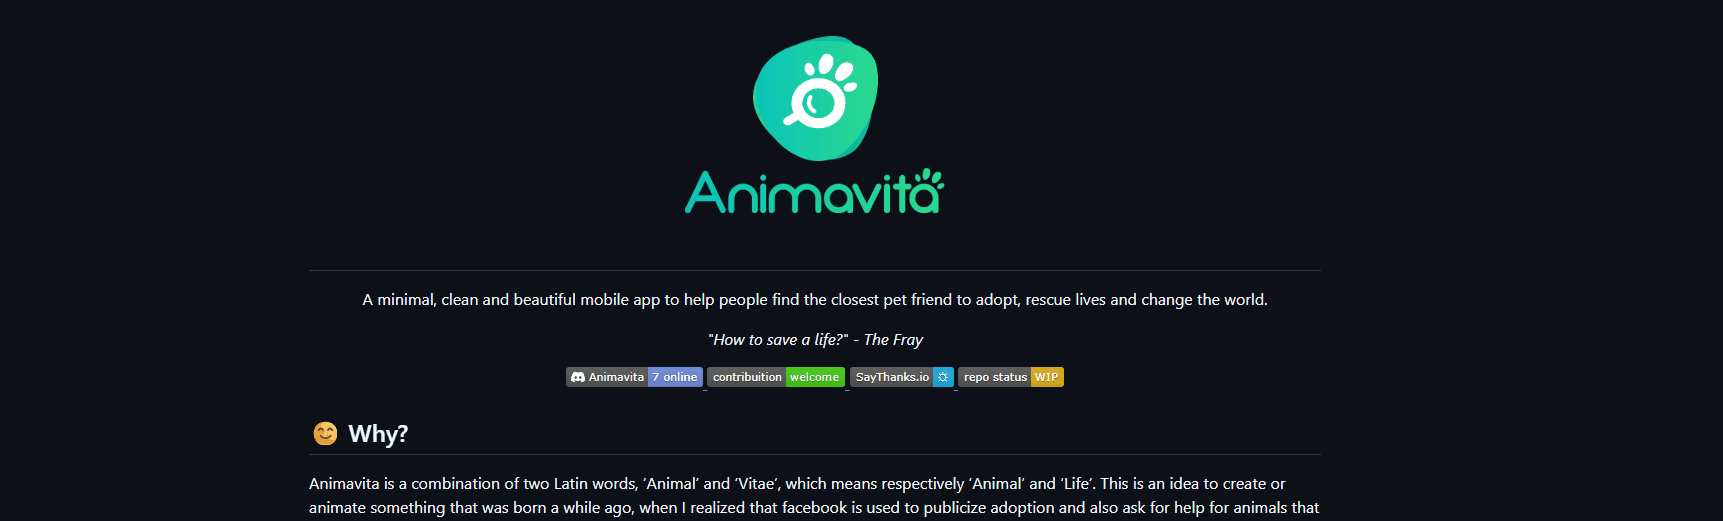 Animavita
A minimal, clean and beautiful mobile app to help people find the closest pet friend to adopt, rescue lives and change the world.
"How to save a life?" - The Fray
Animavita 7 online contribuition welcome SayThanks.io repo status WIP
Why?
Animavita is a combination of two Latin words, ‘Animal’ and ‘Vitae’, which means respectively ‘Animal’ and ‘Life’. This is an idea to create or
animate something that was born a while ago, when I realized that facebook is used to publicize adoption and also ask for help for animals that